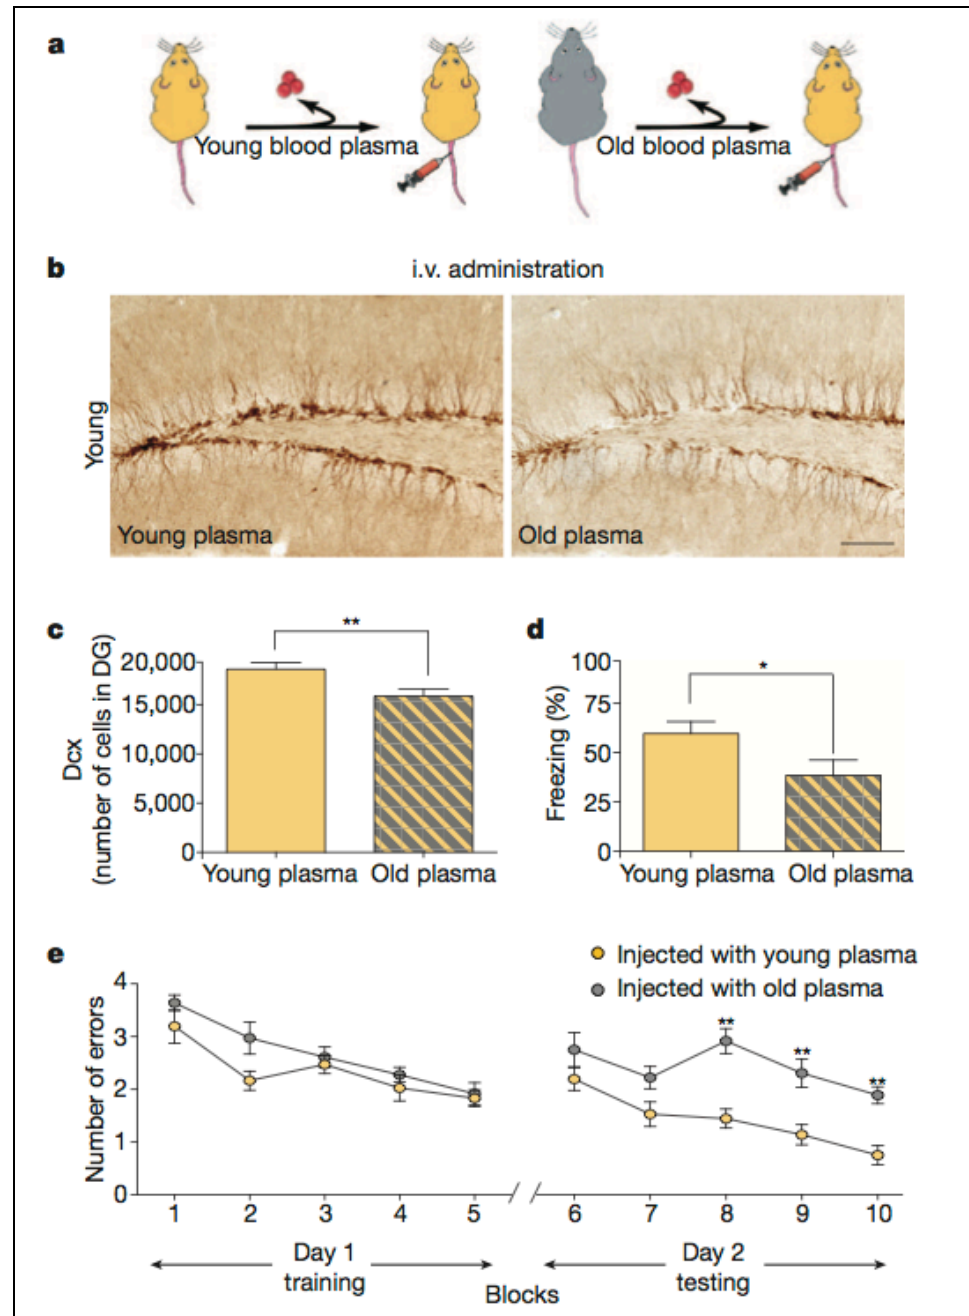 a
Young blood plasma
Old blood plasma
b
i.v. administration
Young
Young plasma
Old plasma
c
Dcx
(number of cells in DG)
20,000
15,000
10,000
5,000
0
**
Young plasma
Old plasma
d
Freezing (%)
100
75
50
25
0
*
Young plasma
Old plasma
e
Injected with young plasma
Injected with old plasma
Number of errors
4
3
2
1
0
**
**
**
1 2 3 4 5 6 7 8 9 10
Day 1
training
Day 2
testing
Blocks